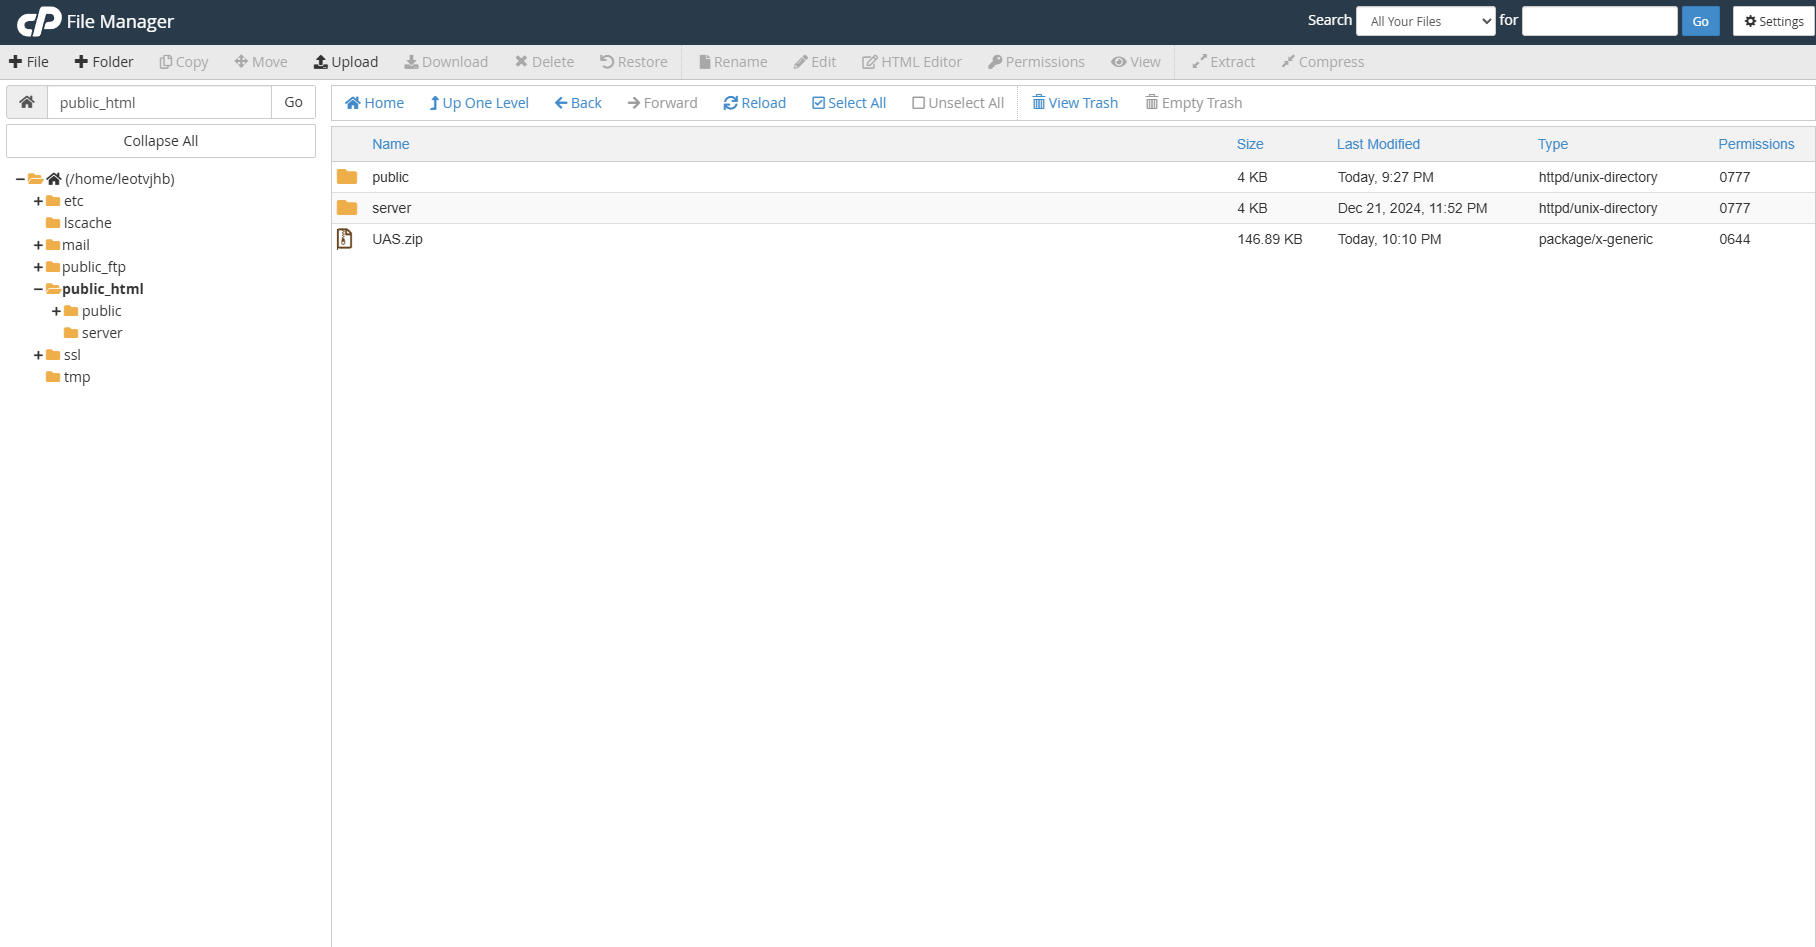 cP File Manager
Search All Your Files for Go Settings
File Folder Copy Move Upload Download Delete Restore Rename Edit HTML Editor Permissions View Extract Compress
public_html Go
Home Up One Level Back Forward Reload Select All Unselect All View Trash Empty Trash
Collapse All
(/home/leotvjhb)
etc
lscache
mail
public_ftp
public_html
public
server
ssl
tmp
Name Size Last Modified Type Permissions
public 4 KB Today, 9:27 PM httpd/unix-directory 0777
server 4 KB Dec 21, 2024, 11:52 PM httpd/unix-directory 0777
UAS.zip 146.89 KB Today, 10:10 PM package/x-generic 0644